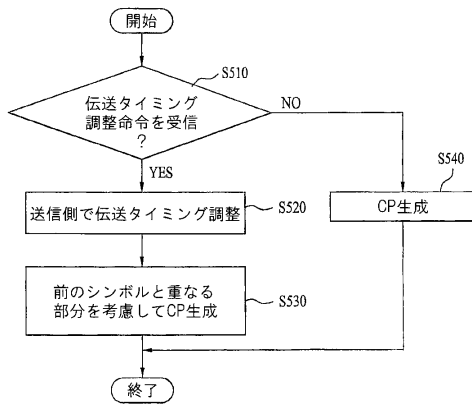 開始
S510
伝送タイミング
調整命令を受信
?
NO
YES
S540
CP生成
送信側で伝送タイミング調整
S520
前のシンボルと重なる
部分を考慮してCP生成
S530
終了